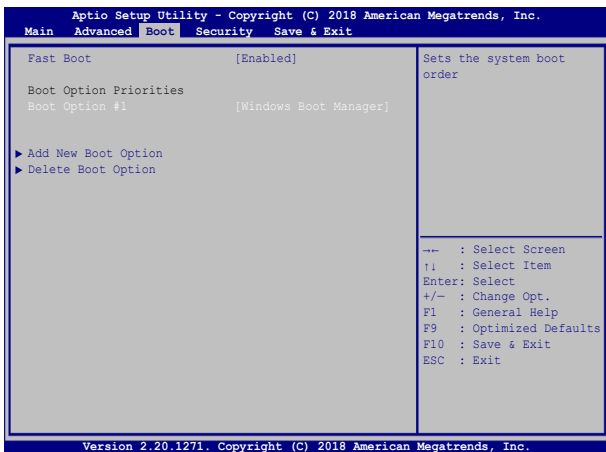 Aptio Setup Utility - Copyright (C) 2018 American Megatrends, Inc.
Main Advanced Boot Security Save & Exit
Fast Boot [Enabled]
Boot Option Priorities
Boot Option #1 [Windows Boot Manager]
▶ Add New Boot Option
▶ Delete Boot Option
Sets the system boot
order
→← : Select Screen
↑↓ : Select Item
Enter: Select
+/— : Change Opt.
F1 : General Help
F9 : Optimized Defaults
F10 : Save & Exit
ESC : Exit
Version 2.20.1271. Copyright (C) 2018 American Megatrends, Inc.